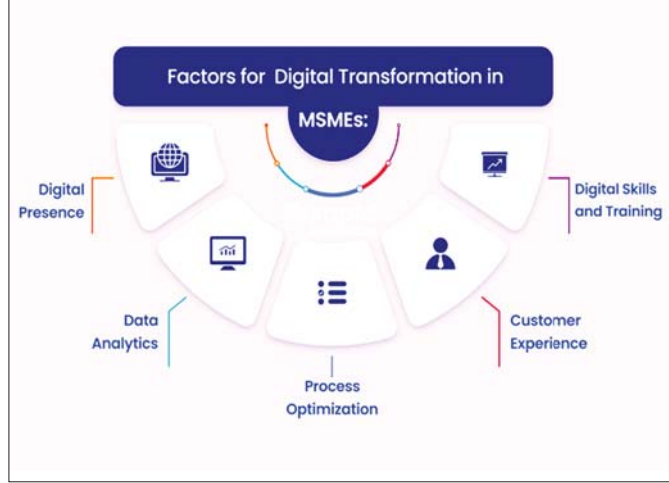 Factors for Digital Transformation in
MSMEs:
Digital
Presence
Data
Analytics
Process
Optimization
Customer
Experience
Digital Skills
and Training